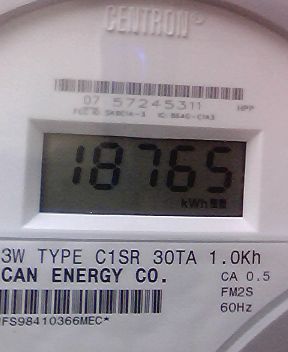 CENTRON®
07 57245311 HPP
18765
kWh
3W TYPE C1SR 30TA 1.0Kh
CAN ENERGY CO. CA 0.5
FM2S
60Hz
FS98410366MEC*